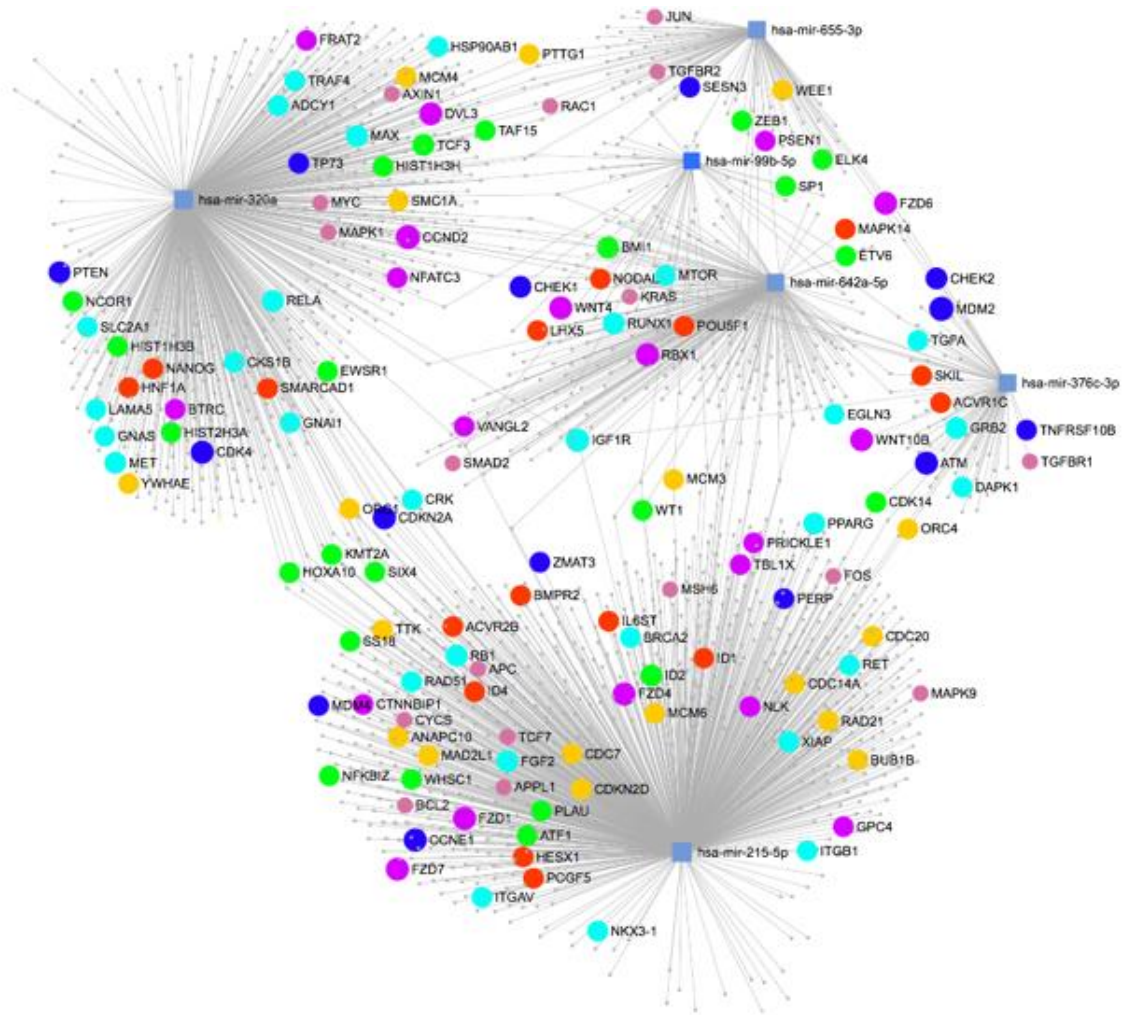 JUN
hsa-mir-655-3p
FRAT2
HSP90AB1
PTTG1
TGFBR2
TRAF4
MCM4
SESN3
WEE1
AXIN1
ADCY1
DVL3
RAC1
ZEB1
MAX
TAF15
PSEN1
TCF3
TP73
HIST1H3H
hsa-mir-99b-5p
ELK4
SP1
hsa-mir-320a
MYC
SMC1A
FZD6
MAPK1
CCND2
MAPK14
BMI1
ETV6
PTEN
NFATC3
NODAL
MTOR
CHEK2
CHEK1
hsa-mir-642a-5p
NCOR1
RELA
KRAS
WNT4
MDM2
SLC2A1
LHX5
RUNX1
POU5F1
HIST1H3B
TGFA
RBX1
NANOG
CKS1B
EWSR1
SKIL
hsa-mir-376c-3p
HNF1A
SMARCAD1
ACVR1C
LAMA5
BTRC
EGLN3
GNAI1
VANGL2
GRB2
TNFRSF10B
GNAS
HIST2H3A
IGF1R
WNT10B
CDK4
MET
SMAD2
ATM
TGFBR1
YWHAE
MCM3
DAPK1
CRK
CDK14
ORC1
WT1
CDKN2A
PPARG
ORC4
PRICKLE1
KMT2A
ZMAT3
TBL1X
HOXA10
SIX4
FOS
MSH6
BMPR2
PERP
IL6ST
TTK
ACVR2B
BRCA2
CDC20
SS18
RB1
ID1
RET
APC
RAD51
ID2
CDC14A
ID4
FZD4
MAPK9
MDM4
CTNNBIP1
NLK
CYCS
MCM6
RAD21
ANAPC10
TCF7
XIAP
MAD2L1
FGF2
CDC7
BUB1B
NFKBIZ
WHSC1
APPL1
CDKN2D
BCL2
PLAU
FZD1
GPC4
ATF1
CCNE1
HESX1
hsa-mir-215-5p
ITGB1
FZD7
PCGF5
ITGAV
NKX3-1